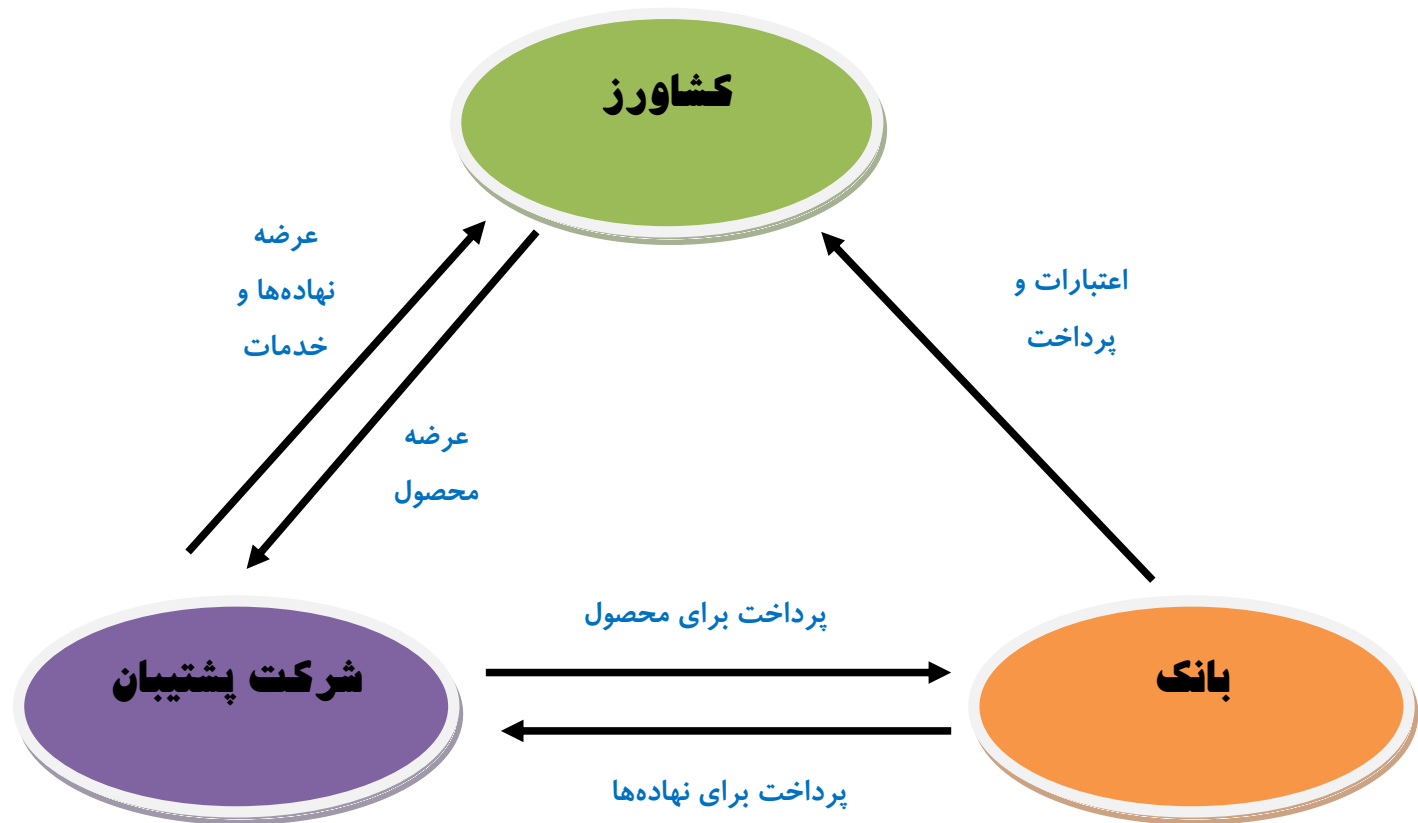 کشاورز
عرضه
نهاده‌ها و
خدمات
اعتبارات و
پرداخت
عرضه
محصول
پرداخت برای محصول
شرکت پشتیبان
بانک
پرداخت برای نهاده‌ها